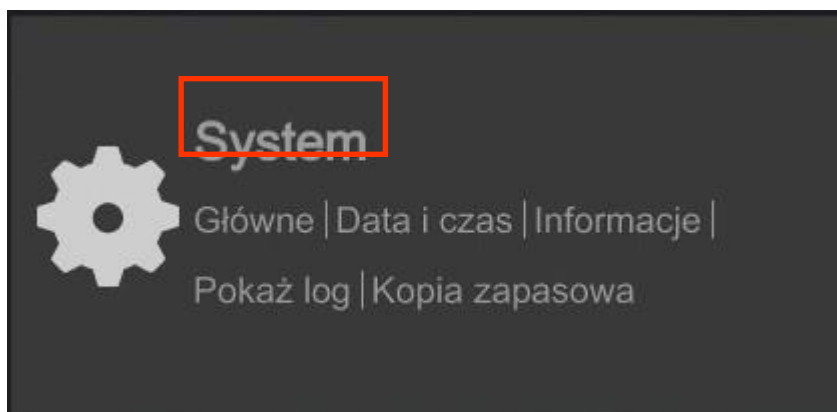 System
Główne | Data i czas | Informacje |
Pokaż log | Kopia zapasowa